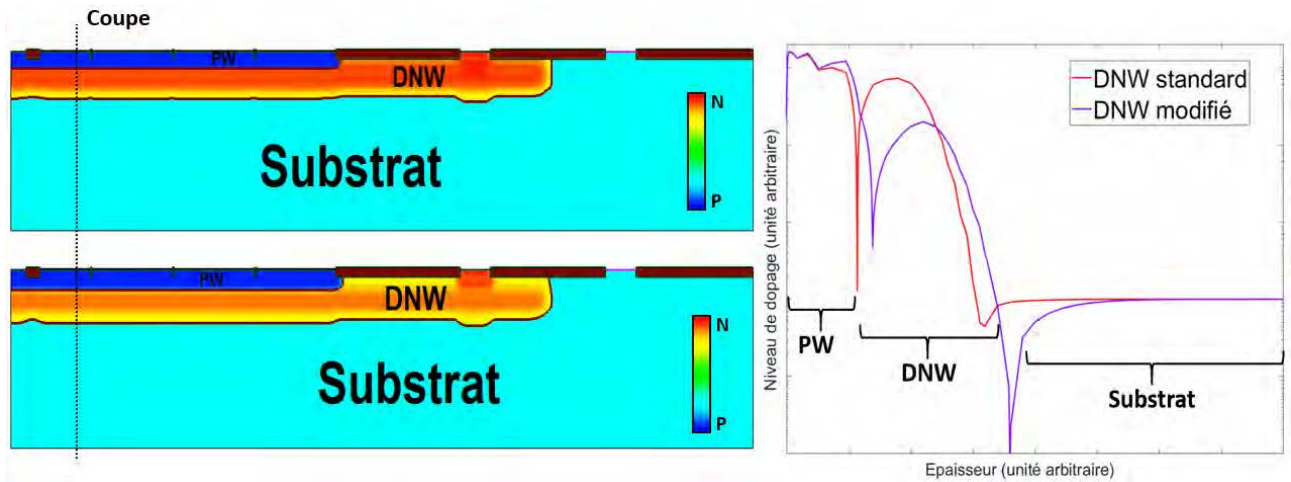 Coupe
PW
DNW
N
P
Substrat
PW
DNW
N
P
Substrat
DNW standard
DNW modifié
Niveau de dopage (unité arbitraire)
PW
DNW
Substrat
Epaisseur (unité arbitraire)